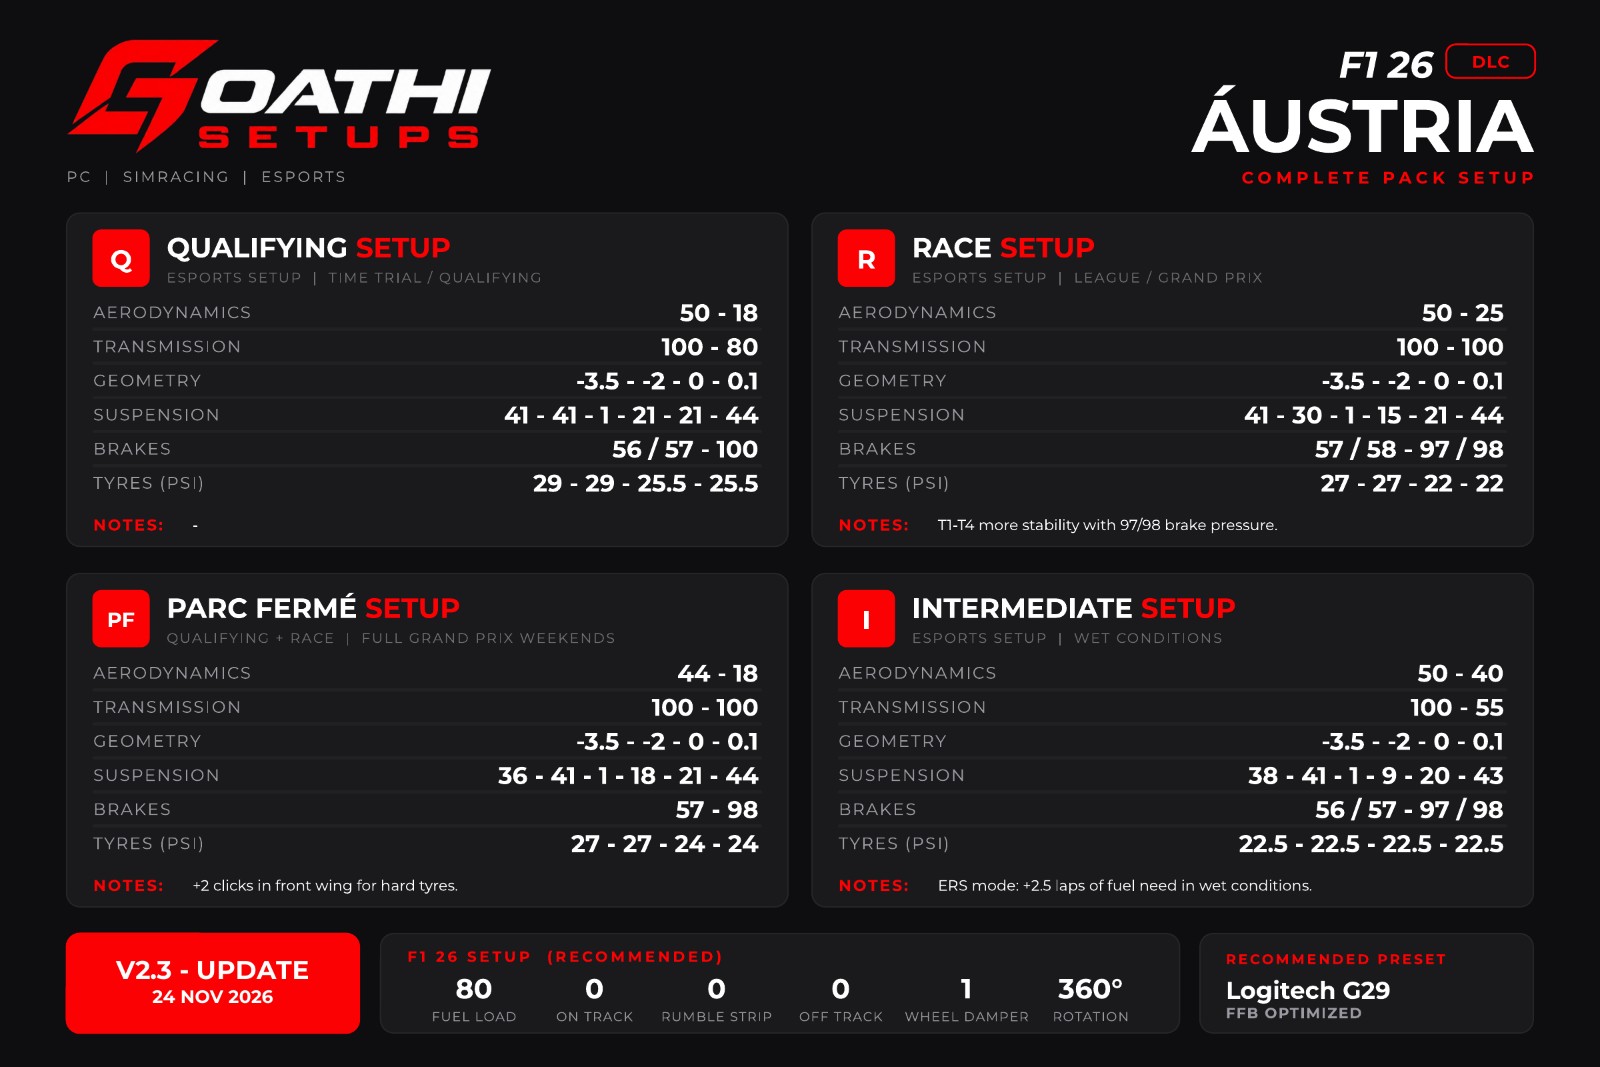 GOATHI
SETUPS
PC | SIMRACING | ESPORTS
F1 26 DLC
ÁUSTRIA
COMPLETE PACK SETUP
Q QUALIFYING SETUP
ESPORTS SETUP | TIME TRIAL / QUALIFYING
AERODYNAMICS 50 - 18
TRANSMISSION 100 - 80
GEOMETRY -3.5 - -2 - 0 - 0.1
SUSPENSION 41 - 41 - 1 - 21 - 21 - 44
BRAKES 56 / 57 - 100
TYRES (PSI) 29 - 29 - 25.5 - 25.5
NOTES: -
R RACE SETUP
ESPORTS SETUP | LEAGUE / GRAND PRIX
AERODYNAMICS 50 - 25
TRANSMISSION 100 - 100
GEOMETRY -3.5 - -2 - 0 - 0.1
SUSPENSION 41 - 30 - 1 - 15 - 21 - 44
BRAKES 57 / 58 - 97 / 98
TYRES (PSI) 27 - 27 - 22 - 22
NOTES: T1-T4 more stability with 97/98 brake pressure.
PF PARC FERMÉ SETUP
QUALIFYING + RACE | FULL GRAND PRIX WEEKENDS
AERODYNAMICS 44 - 18
TRANSMISSION 100 - 100
GEOMETRY -3.5 - -2 - 0 - 0.1
SUSPENSION 36 - 41 - 1 - 18 - 21 - 44
BRAKES 57 - 98
TYRES (PSI) 27 - 27 - 24 - 24
NOTES: +2 clicks in front wing for hard tyres.
I INTERMEDIATE SETUP
ESPORTS SETUP | WET CONDITIONS
AERODYNAMICS 50 - 40
TRANSMISSION 100 - 55
GEOMETRY -3.5 - -2 - 0 - 0.1
SUSPENSION 38 - 41 - 1 - 9 - 20 - 43
BRAKES 56 / 57 - 97 / 98
TYRES (PSI) 22.5 - 22.5 - 22.5 - 22.5
NOTES: ERS mode: +2.5 laps of fuel need in wet conditions.
V2.3 - UPDATE
24 NOV 2026
F1 26 SETUP (RECOMMENDED)
80 0 0 0 1 360°
FUEL LOAD ON TRACK RUMBLE STRIP OFF TRACK WHEEL DAMPER ROTATION
RECOMMENDED PRESET
Logitech G29
FFB OPTIMIZED